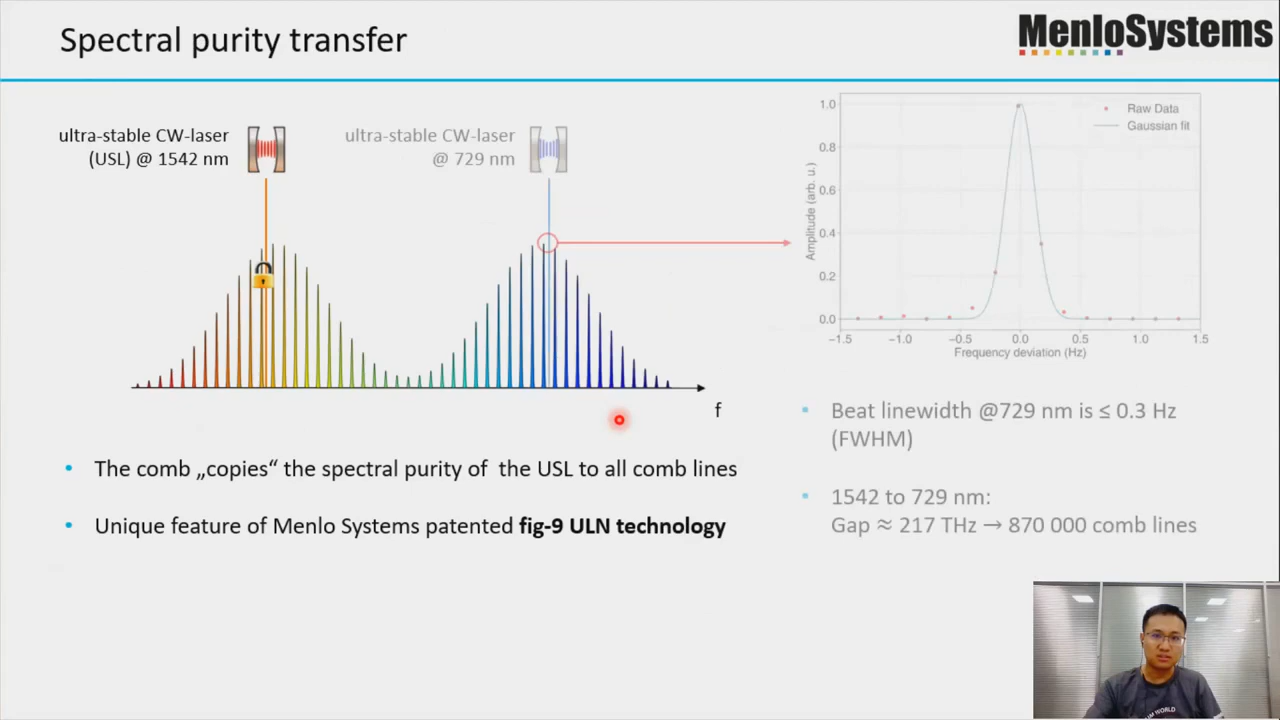 Spectral purity transfer
MenloSystems
ultra-stable CW-laser
(USL) @ 1542 nm
ultra-stable CW-laser
@ 729 nm
f
• The comb „copies“ the spectral purity of the USL to all comb lines
• Unique feature of Menlo Systems patented fig-9 ULN technology
Raw Data
Gaussian fit
Amplitude (arb. u.)
1.0
0.8
0.6
0.4
0.2
0.0
−1.5 −1.0 −0.5 0.0 0.5 1.0 1.5
Frequency deviation (Hz)
▪ Beat linewidth @729 nm is ≤ 0.3 Hz
(FWHM)
▪ 1542 to 729 nm:
Gap ≈ 217 THz → 870 000 comb lines